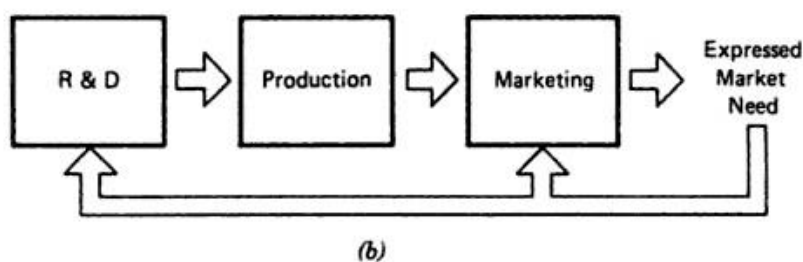 R & D
Production
Marketing
Expressed
Market
Need
(b)